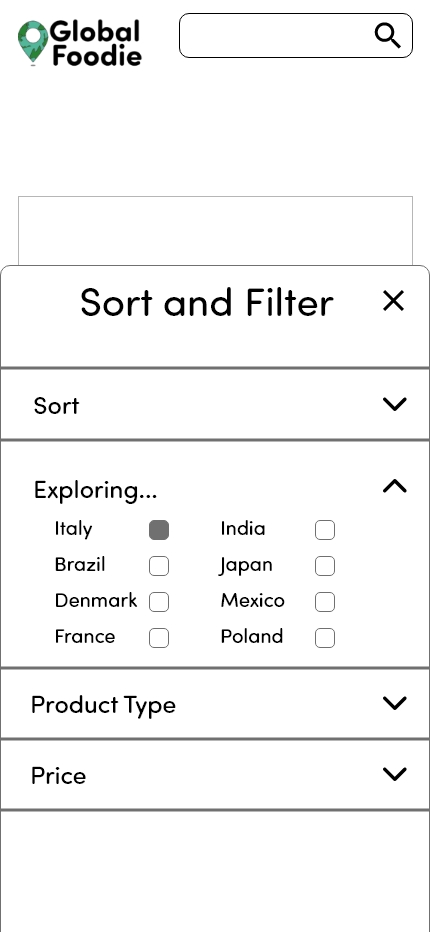 Global
Foodie
Sort and Filter
Sort
Exploring...
Italy
India
Brazil
Japan
Denmark
Mexico
France
Poland
Product Type
Price